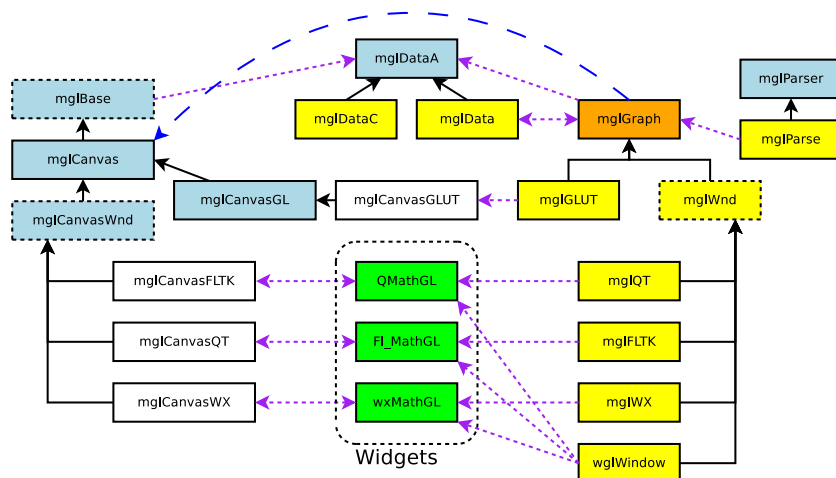 mglDataA
mglParser
mglBase
mglDataC
mglData
mglGraph
mglParse
mglCanvas
mglCanvasGL
mglCanvasGLUT
mglGLUT
mglWnd
mglCanvasWnd
mglCanvasFLTK
QMathGL
mglQT
mglCanvasQT
Fl_MathGL
mglFLTK
mglCanvasWX
wxMathGL
mglWX
wglWindow
Widgets